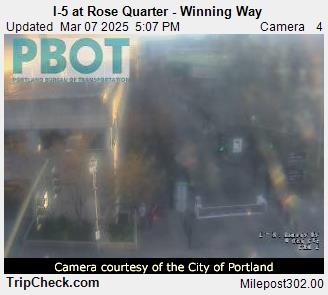 I-5 at Rose Quarter - Winning Way
Updated Mar 07 2025 5:07 PM Camera 4
PBOT
PORTLAND BUREAU OF TRANSPORTATION
Camera courtesy of the City of Portland
TripCheck.com Milepost302.00